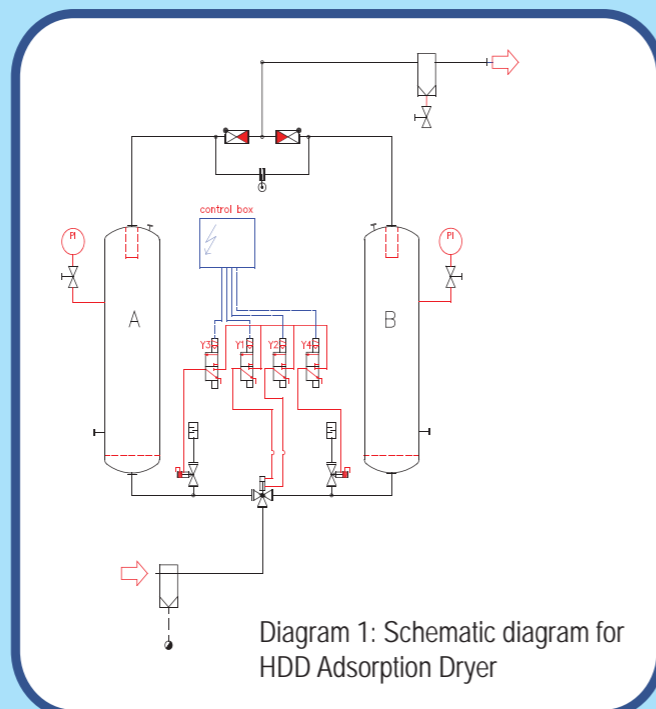 control box
PI
PI
A
B
Y3
Y1
Y2
Y4
Diagram 1: Schematic diagram for
HDD Adsorption Dryer